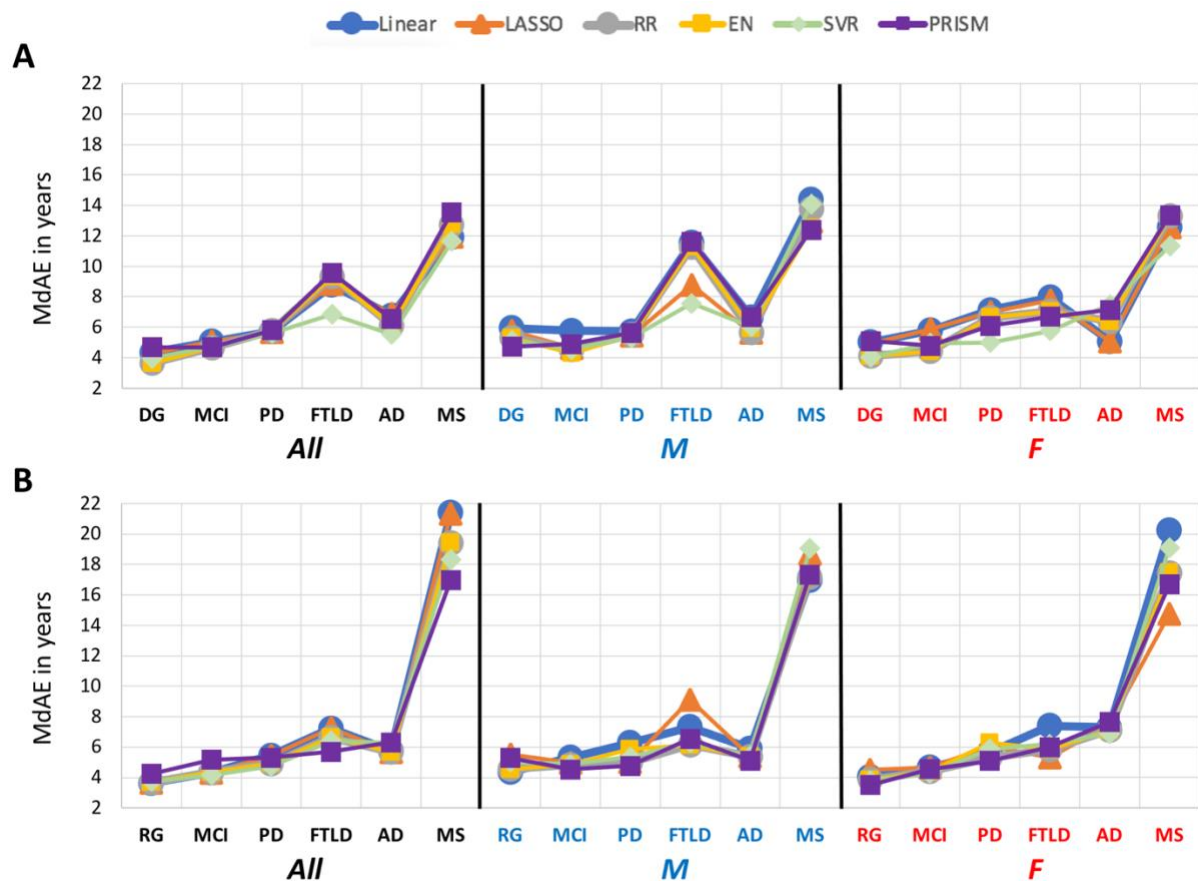 Linear LASSO RR EN SVR PRISM
A
MdAE in years
22
20
18
16
14
12
10
8
6
4
2
DG MCI PD FTLD AD MS DG MCI PD FTLD AD MS DG MCI PD FTLD AD MS
All M F
B
MdAE in years
22
20
18
16
14
12
10
8
6
4
2
RG MCI PD FTLD AD MS RG MCI PD FTLD AD MS RG MCI PD FTLD AD MS
All M F